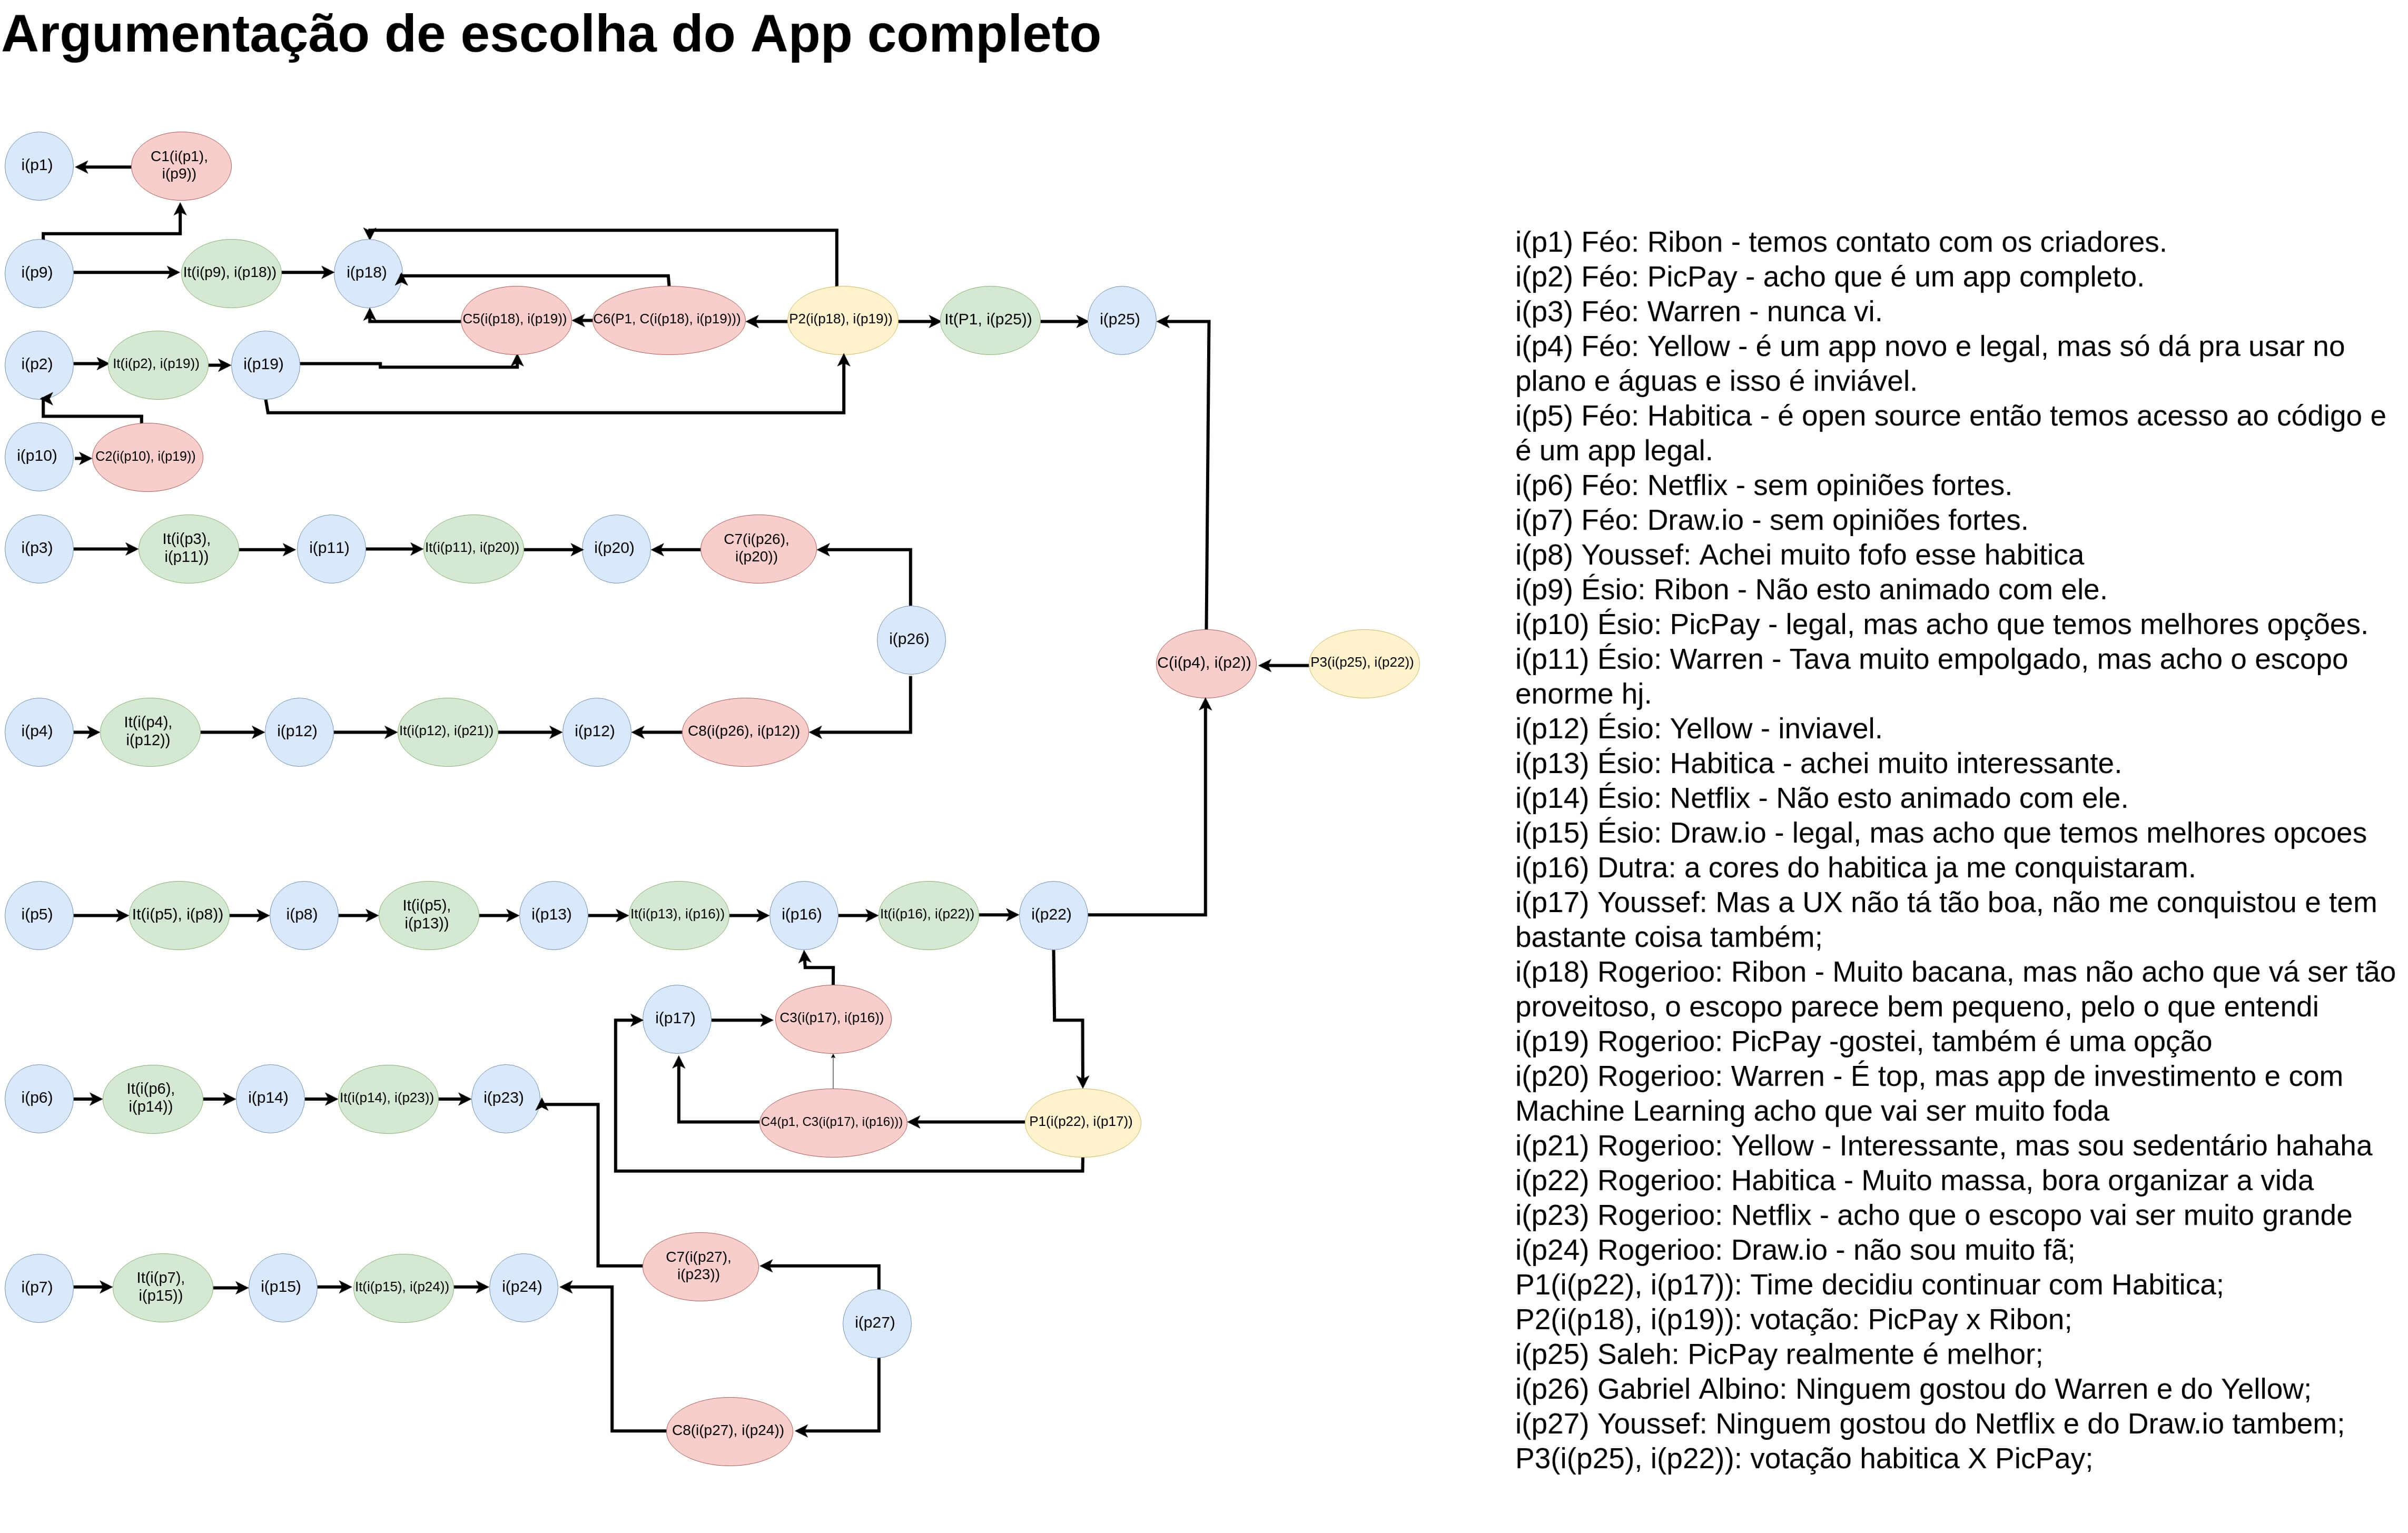 Argumentação de escolha do App completo
i(p1)
C1(i(p1),
i(p9))
i(p9)
It(i(p9), i(p18))
i(p18)
C5(i(p18), i(p19))
C6(P1, C(i(p18), i(p19)))
P2(i(p18), i(p19))
It(P1, i(p25))
i(p25)
i(p2)
It(i(p2), i(p19))
i(p19)
i(p10)
C2(i(p10), i(p19))
i(p3)
It(i(p3),
i(p11))
i(p11)
It(i(p11), i(p20))
i(p20)
C7(i(p26),
i(p20))
i(p26)
C(i(p4), i(p2))
P3(i(p25), i(p22))
i(p4)
It(i(p4),
i(p12))
i(p12)
It(i(p12), i(p21))
i(p12)
C8(i(p26), i(p12))
i(p5)
It(i(p5), i(p8))
i(p8)
It(i(p5),
i(p13))
i(p13)
It(i(p13), i(p16))
i(p16)
It(i(p16), i(p22))
i(p22)
i(p17)
C3(i(p17), i(p16))
i(p6)
It(i(p6),
i(p14))
i(p14)
It(i(p14), i(p23))
i(p23)
C4(p1, C3(i(p17), i(p16)))
P1(i(p22), i(p17))
C7(i(p27),
i(p23))
i(p7)
It(i(p7),
i(p15))
i(p15)
It(i(p15), i(p24))
i(p24)
i(p27)
C8(i(p27), i(p24))
i(p1) Féo: Ribon - temos contato com os criadores.
i(p2) Féo: PicPay - acho que é um app completo.
i(p3) Féo: Warren - nunca vi.
i(p4) Féo: Yellow - é um app novo e legal, mas só dá pra usar no
plano e águas e isso é inviável.
i(p5) Féo: Habitica - é open source então temos acesso ao código e
é um app legal.
i(p6) Féo: Netflix - sem opiniões fortes.
i(p7) Féo: Draw.io - sem opiniões fortes.
i(p8) Youssef: Achei muito fofo esse habitica
i(p9) Ésio: Ribon - Não esto animado com ele.
i(p10) Ésio: PicPay - legal, mas acho que temos melhores opções.
i(p11) Ésio: Warren - Tava muito empolgado, mas acho o escopo
enorme hj.
i(p12) Ésio: Yellow - inviavel.
i(p13) Ésio: Habitica - achei muito interessante.
i(p14) Ésio: Netflix - Não esto animado com ele.
i(p15) Ésio: Draw.io - legal, mas acho que temos melhores opcoes
i(p16) Dutra: a cores do habitica ja me conquistaram.
i(p17) Youssef: Mas a UX não tá tão boa, não me conquistou e tem
bastante coisa também;
i(p18) Rogerioo: Ribon - Muito bacana, mas não acho que vá ser tão
proveitoso, o escopo parece bem pequeno, pelo o que entendi
i(p19) Rogerioo: PicPay -gostei, também é uma opção
i(p20) Rogerioo: Warren - É top, mas app de investimento e com
Machine Learning acho que vai ser muito foda
i(p21) Rogerioo: Yellow - Interessante, mas sou sedentário hahaha
i(p22) Rogerioo: Habitica - Muito massa, bora organizar a vida
i(p23) Rogerioo: Netflix - acho que o escopo vai ser muito grande
i(p24) Rogerioo: Draw.io - não sou muito fã;
P1(i(p22), i(p17)): Time decidiu continuar com Habitica;
P2(i(p18), i(p19)): votação: PicPay x Ribon;
i(p25) Saleh: PicPay realmente é melhor;
i(p26) Gabriel Albino: Ninguem gostou do Warren e do Yellow;
i(p27) Youssef: Ninguem gostou do Netflix e do Draw.io tambem;
P3(i(p25), i(p22)): votação habitica X PicPay;